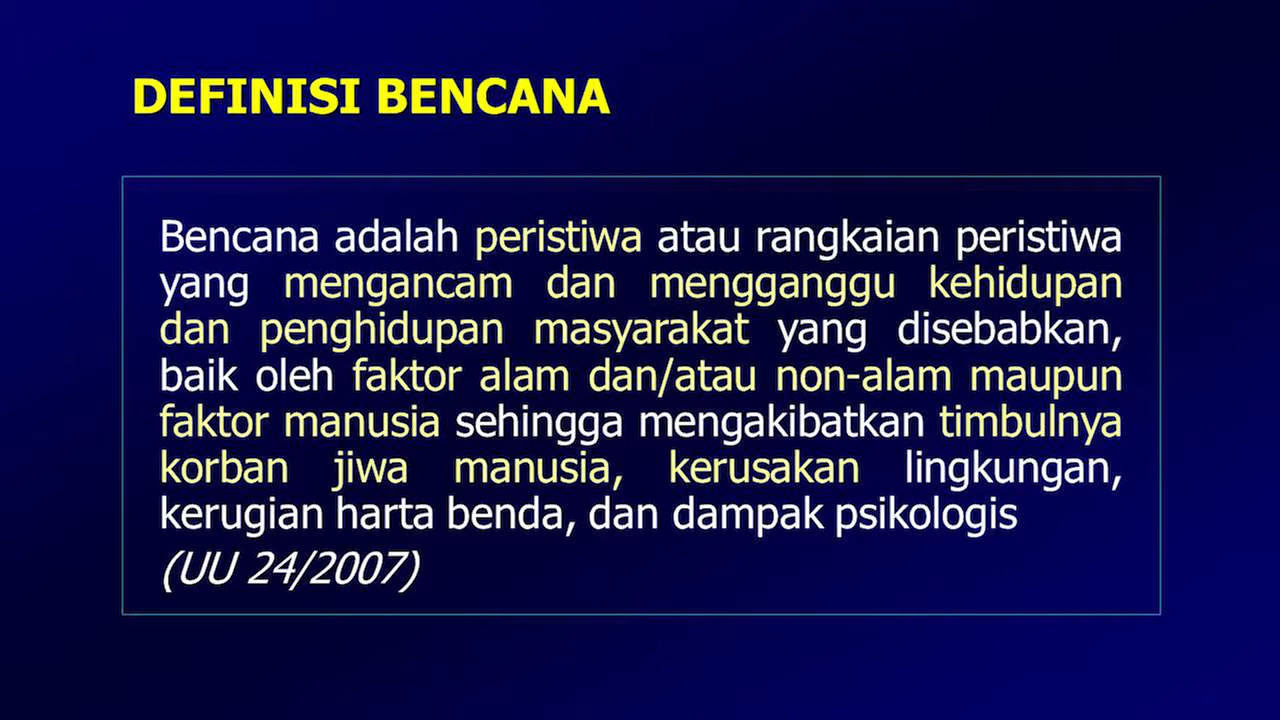 DEFINISI BENCANA
Bencana adalah peristiwa atau rangkaian peristiwa
yang mengancam dan mengganggu kehidupan
dan penghidupan masyarakat yang disebabkan,
baik oleh faktor alam dan/atau non-alam maupun
faktor manusia sehingga mengakibatkan timbulnya
korban jiwa manusia, kerusakan lingkungan,
kerugian harta benda, dan dampak psikologis
(UU 24/2007)